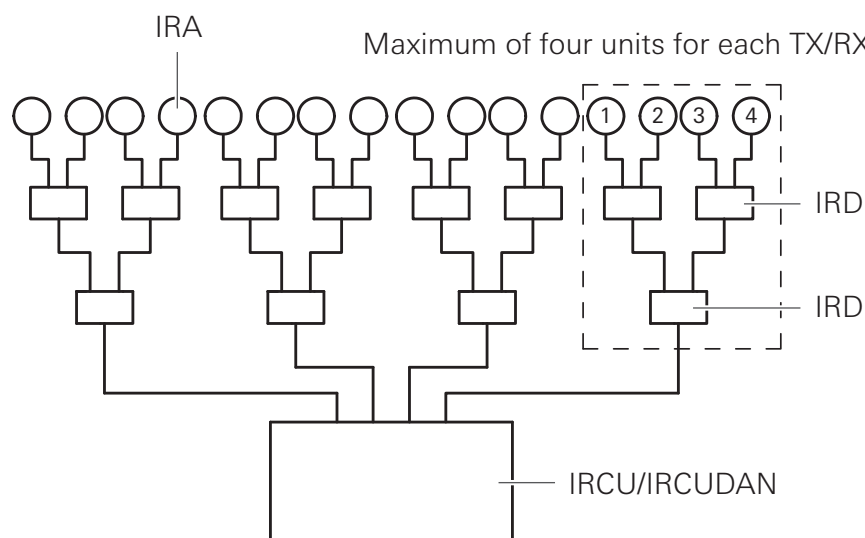 IRA
Maximum of four units for each TX/RX
1 2 3 4
IRD
IRD
IRCU/IRCUDAN